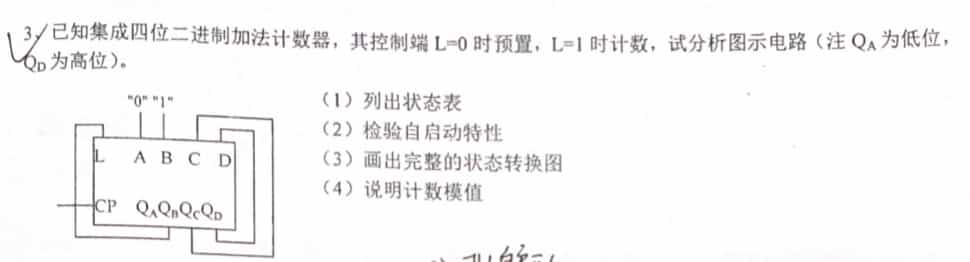 3. 已知集成四位二进制加法计数器，其控制端 L=0 时预置，L=1 时计数，试分析图示电路（注 QA 为低位，
QD 为高位）。
"0" "1"
（1）列出状态表
（2）检验自启动特性
（3）画出完整的状态转换图
（4）说明计数模值
L A B C D
CP QAQBQCQD